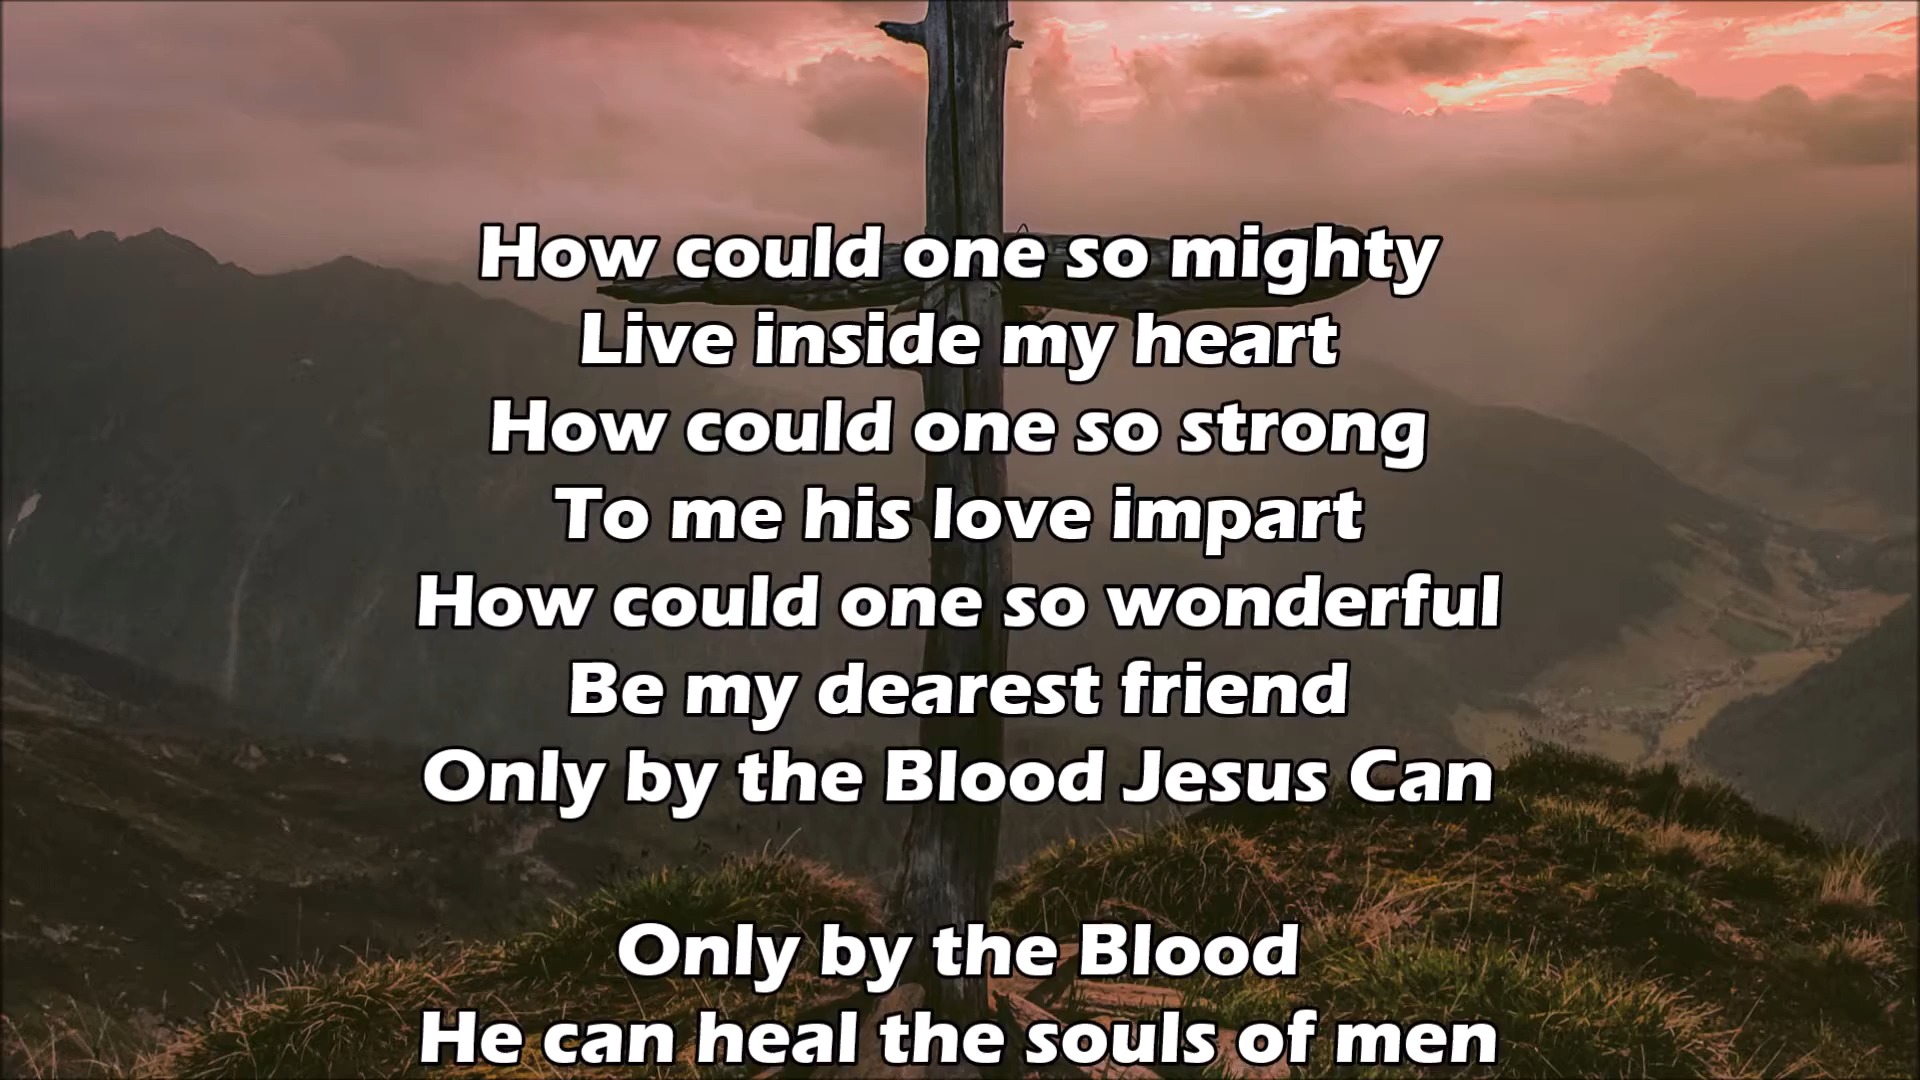 How could one so mighty
Live inside my heart
How could one so strong
To me his love impart
How could one so wonderful
Be my dearest friend
Only by the Blood Jesus Can
Only by the Blood
He can heal the souls of men